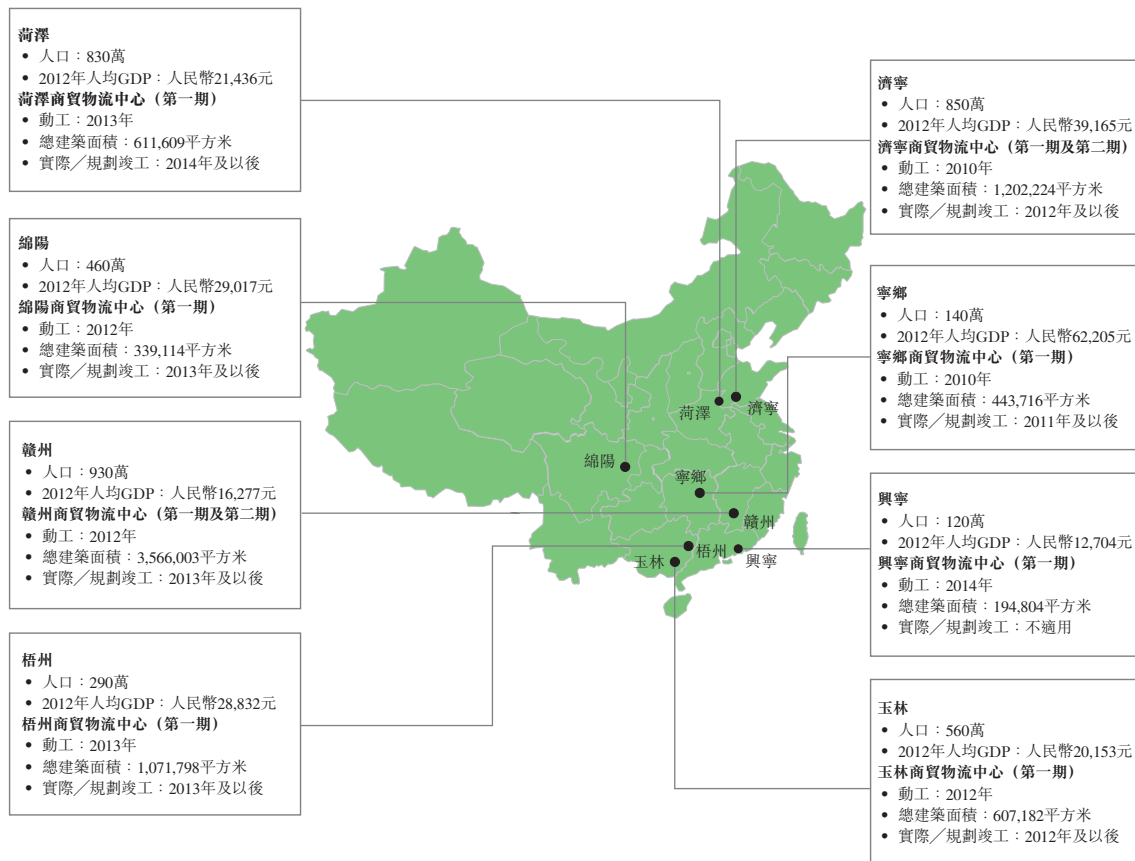 菏澤
• 人口：830萬
• 2012年人均GDP：人民幣21,436元
菏澤商貿物流中心（第一期）
• 動工：2013年
• 總建築面積：611,609平方米
• 實際／規劃竣工：2014年及以後
綿陽
• 人口：460萬
• 2012年人均GDP：人民幣29,017元
綿陽商貿物流中心（第一期）
• 動工：2012年
• 總建築面積：339,114平方米
• 實際／規劃竣工：2013年及以後
贛州
• 人口：930萬
• 2012年人均GDP：人民幣16,277元
贛州商貿物流中心（第一期及第二期）
• 動工：2012年
• 總建築面積：3,566,003平方米
• 實際／規劃竣工：2013年及以後
梧州
• 人口：290萬
• 2012年人均GDP：人民幣28,832元
梧州商貿物流中心（第一期）
• 動工：2013年
• 總建築面積：1,071,798平方米
• 實際／規劃竣工：2013年及以後
菏澤
濟寧
綿陽
寧鄉
贛州
梧州
玉林
興寧
濟寧
• 人口：850萬
• 2012年人均GDP：人民幣39,165元
濟寧商貿物流中心（第一期及第二期）
• 動工：2010年
• 總建築面積：1,202,224平方米
• 實際／規劃竣工：2012年及以後
寧鄉
• 人口：140萬
• 2012年人均GDP：人民幣62,205元
寧鄉商貿物流中心（第一期）
• 動工：2010年
• 總建築面積：443,716平方米
• 實際／規劃竣工：2011年及以後
興寧
• 人口：120萬
• 2012年人均GDP：人民幣12,704元
興寧商貿物流中心（第一期）
• 動工：2014年
• 總建築面積：194,804平方米
• 實際／規劃竣工：不適用
玉林
• 人口：560萬
• 2012年人均GDP：人民幣20,153元
玉林商貿物流中心（第一期）
• 動工：2012年
• 總建築面積：607,182平方米
• 實際／規劃竣工：2012年及以後